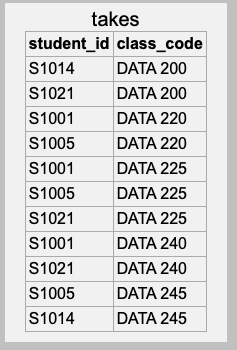 takes
student_id class_code
S1014 DATA 200
S1021 DATA 200
S1001 DATA 220
S1005 DATA 220
S1001 DATA 225
S1005 DATA 225
S1021 DATA 225
S1001 DATA 240
S1021 DATA 240
S1005 DATA 245
S1014 DATA 245